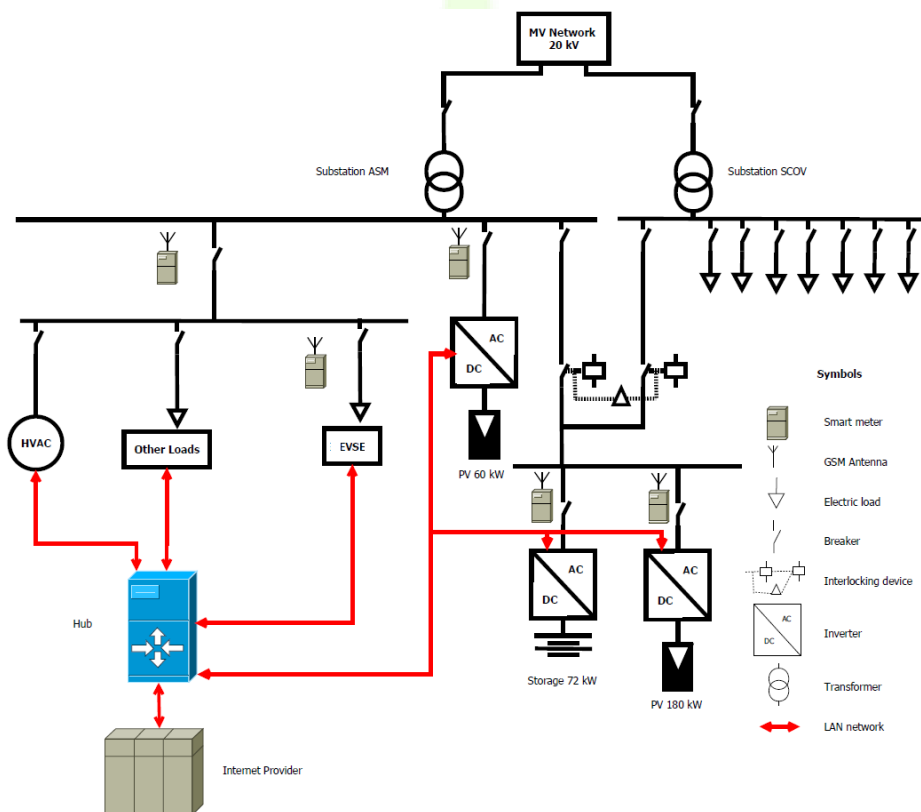 MV Network
20 kV
Substation ASM
Substation SCOV
AC
DC
HVAC
Other Loads
EVSE
PV 60 kW
AC
DC
AC
DC
Storage 72 kW
PV 180 kW
Hub
Internet Provider
Symbols
Smart meter
GSM Antenna
Electric load
Breaker
Interlocking device
AC
DC
Inverter
Transformer
LAN network